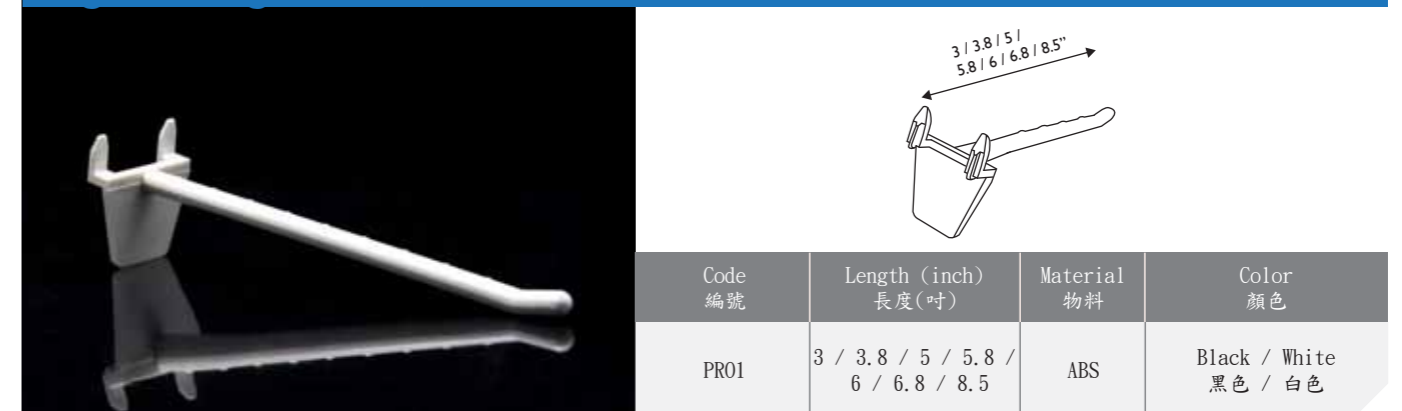 3 / 3.8 / 5 /
5.8 / 6 / 6.8 / 8.5”
Code
編號
Length (inch)
長度(吋)
Material
物料
Color
顏色
PR01
3 / 3.8 / 5 / 5.8 /
6 / 6.8 / 8.5
ABS
Black / White
黑色 / 白色